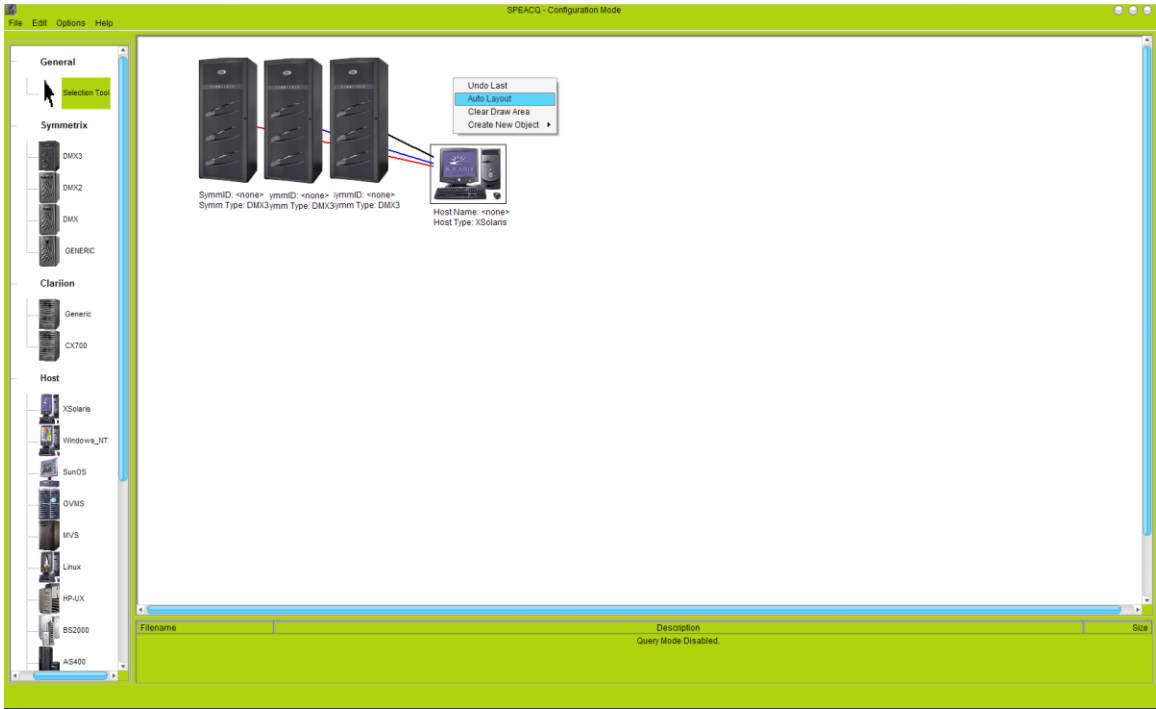 SPEACQ - Configuration Mode
File Edit Options Help
General
Selection Tool
Symmetrix
DMX3
DMX2
DMX
GENERIC
Clariion
Generic
CX700
Host
XSolaris
Windows_NT
SunOS
OVMS
MVS
Linux
HP-UX
BS2000
AS400
Undo Last
Auto Layout
Clear Draw Area
Create New Object
SymmID: <none> ymmID: <none> ymmID: <none>
Symm Type: DMX3 ymm Type: DMX3 ymm Type: DMX3
SOLARIS
Host Name: <none>
Host Type: XSolaris
Filename Description Size
Query Mode Disabled.